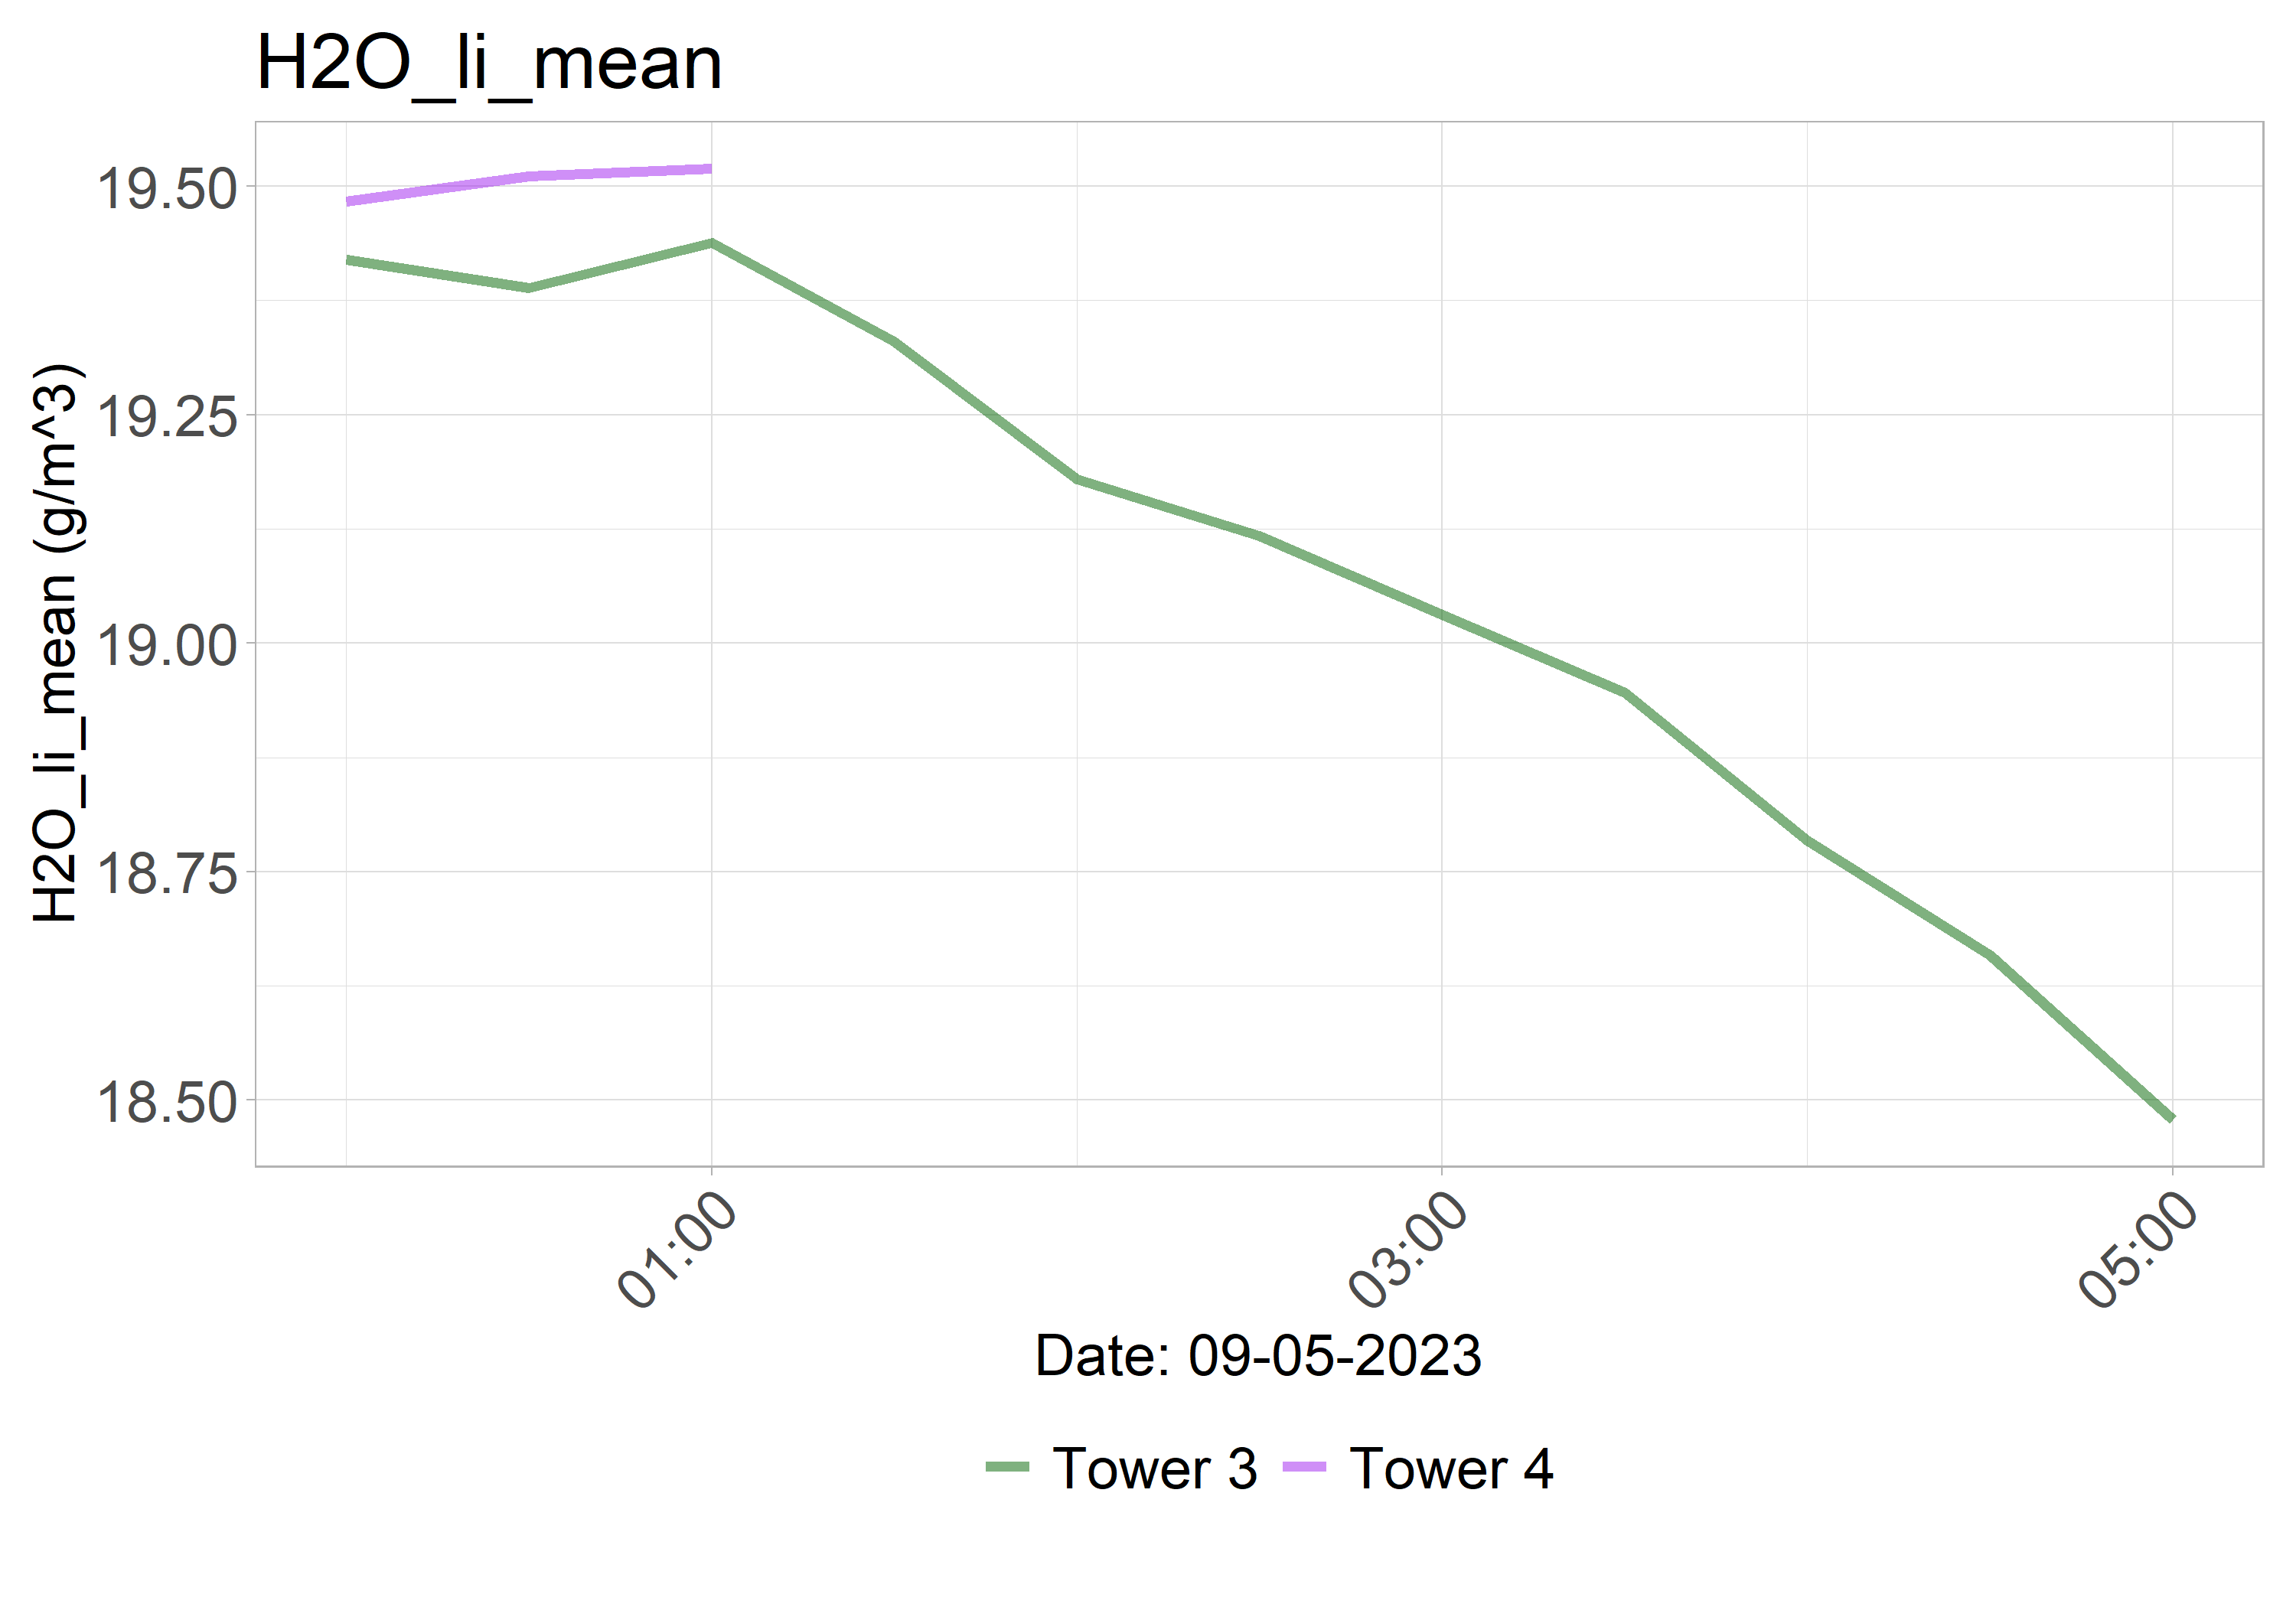 H2O_li_mean
H2O_li_mean (g/m^3)
19.50
19.25
19.00
18.75
18.50
01:00
03:00
05:00
Date: 09-05-2023
Tower 3
Tower 4